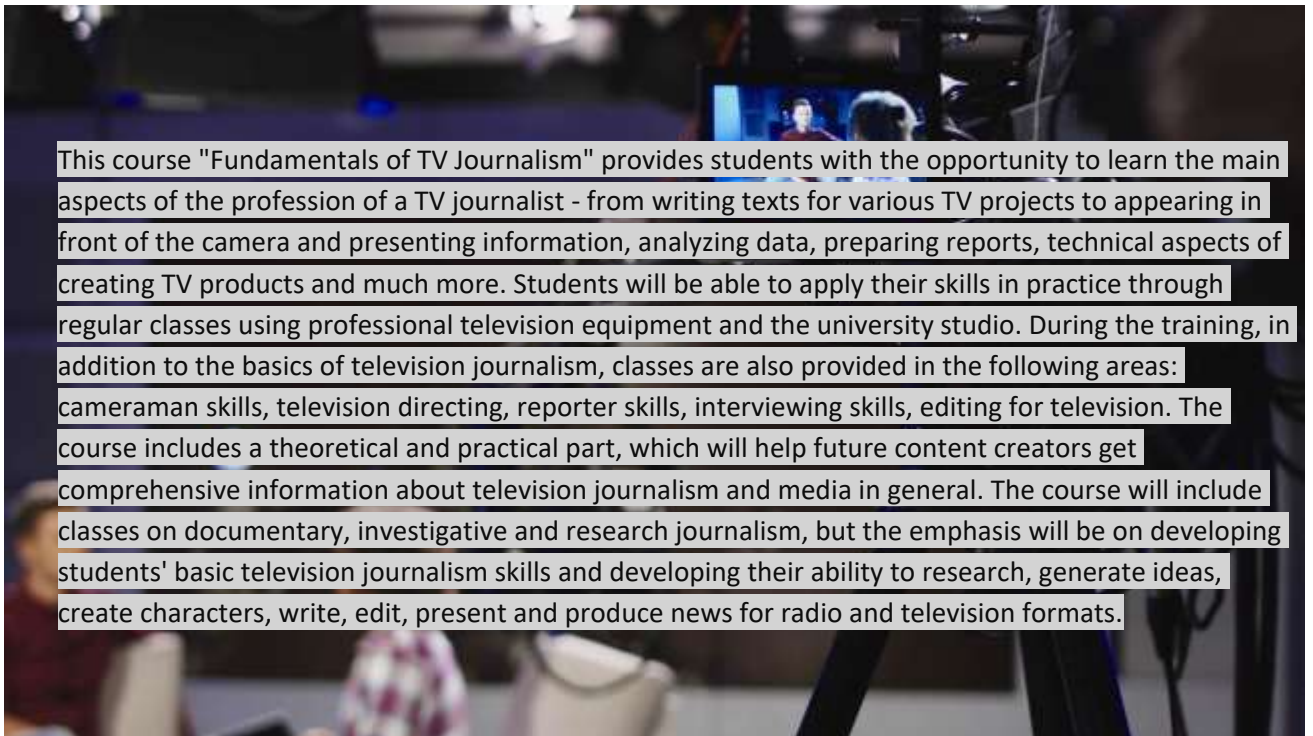 This course "Fundamentals of TV Journalism" provides students with the opportunity to learn the main
aspects of the profession of a TV journalist - from writing texts for various TV projects to appearing in
front of the camera and presenting information, analyzing data, preparing reports, technical aspects of
creating TV products and much more. Students will be able to apply their skills in practice through
regular classes using professional television equipment and the university studio. During the training, in
addition to the basics of television journalism, classes are also provided in the following areas:
cameraman skills, television directing, reporter skills, interviewing skills, editing for television. The
course includes a theoretical and practical part, which will help future content creators get
comprehensive information about television journalism and media in general. The course will include
classes on documentary, investigative and research journalism, but the emphasis will be on developing
students' basic television journalism skills and developing their ability to research, generate ideas,
create characters, write, edit, present and produce news for radio and television formats.